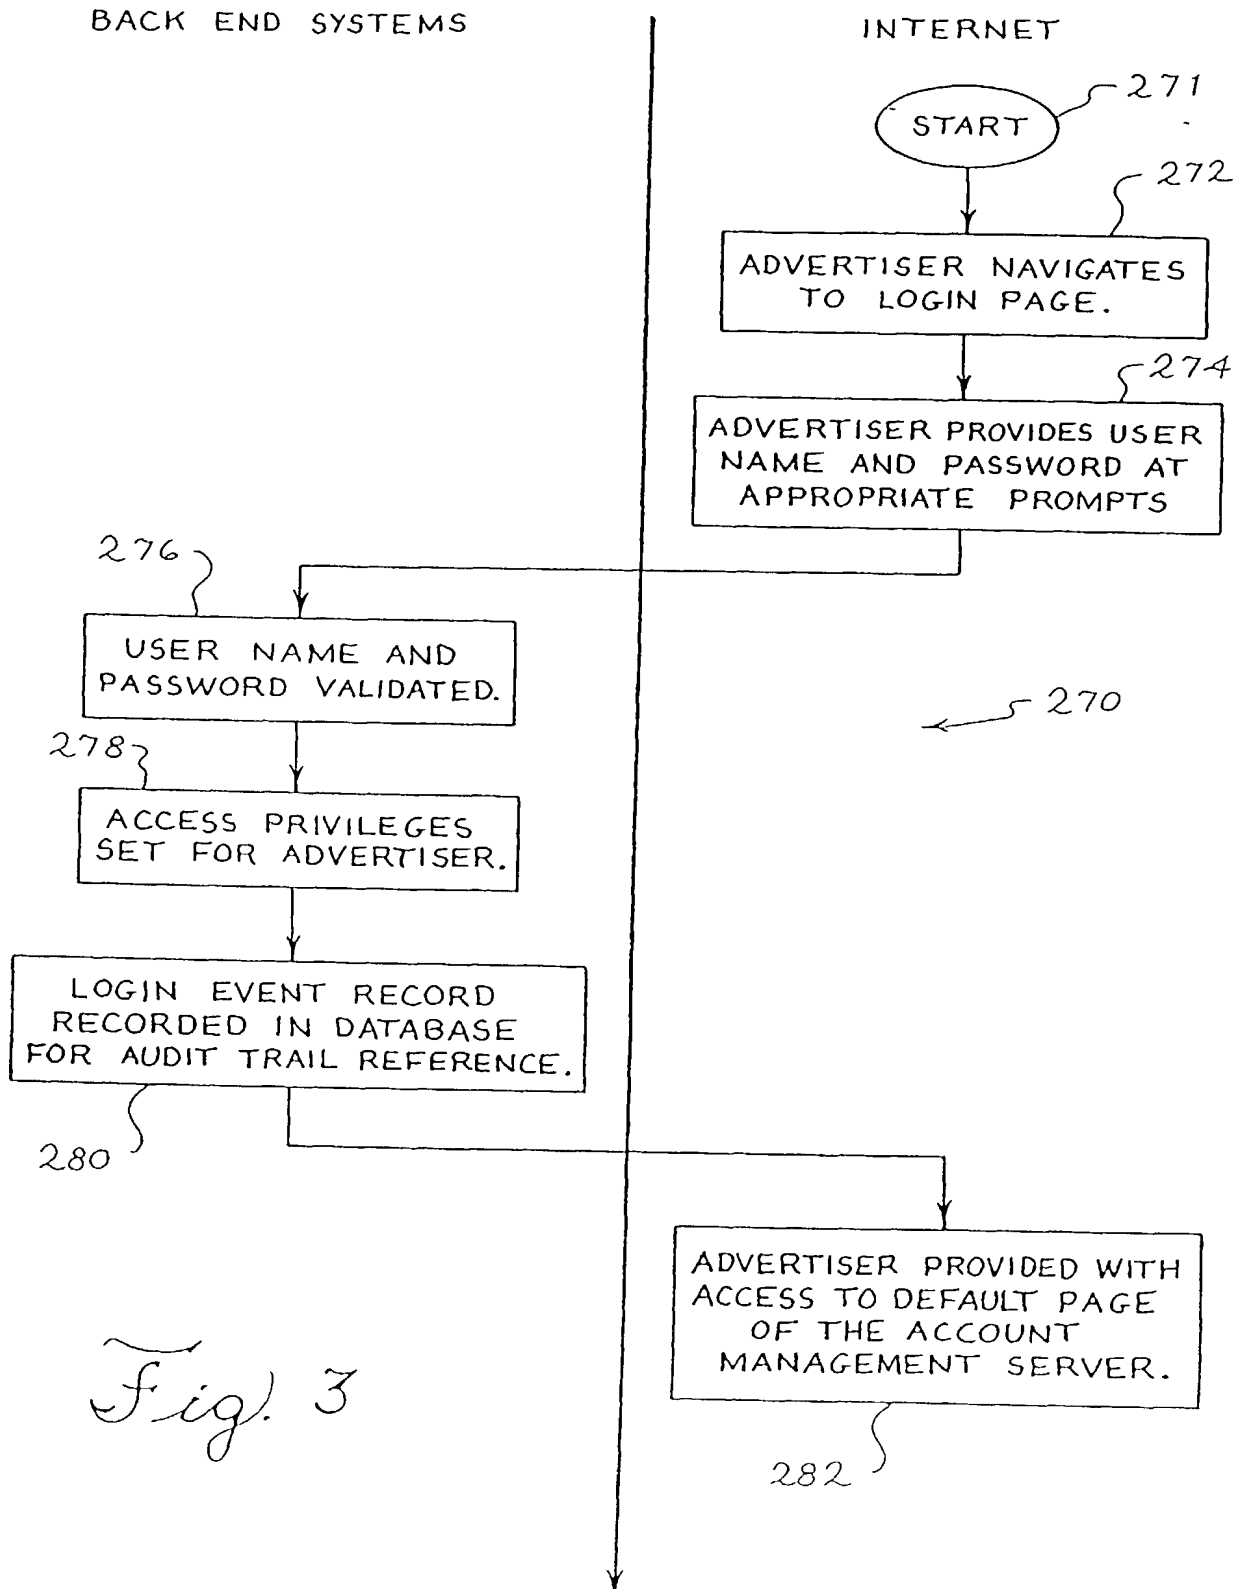 BACK END SYSTEMS
INTERNET
START
271
272
ADVERTISER NAVIGATES
TO LOGIN PAGE.
274
ADVERTISER PROVIDES USER
NAME AND PASSWORD AT
APPROPRIATE PROMPTS
276
USER NAME AND
PASSWORD VALIDATED.
270
278
ACCESS PRIVILEGES
SET FOR ADVERTISER.
LOGIN EVENT RECORD
RECORDED IN DATABASE
FOR AUDIT TRAIL REFERENCE.
280
ADVERTISER PROVIDED WITH
ACCESS TO DEFAULT PAGE
OF THE ACCOUNT
MANAGEMENT SERVER.
282
Fig. 3